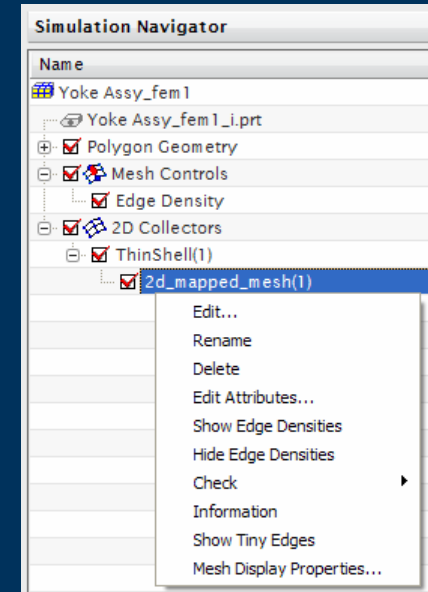 Simulation Navigator
Name
Yoke Assy_fem1
Yoke Assy_fem1_i.prt
Polygon Geometry
Mesh Controls
Edge Density
2D Collectors
ThinShell(1)
2d_mapped_mesh(1)
Edit...
Rename
Delete
Edit Attributes...
Show Edge Densities
Hide Edge Densities
Check
Information
Show Tiny Edges
Mesh Display Properties...